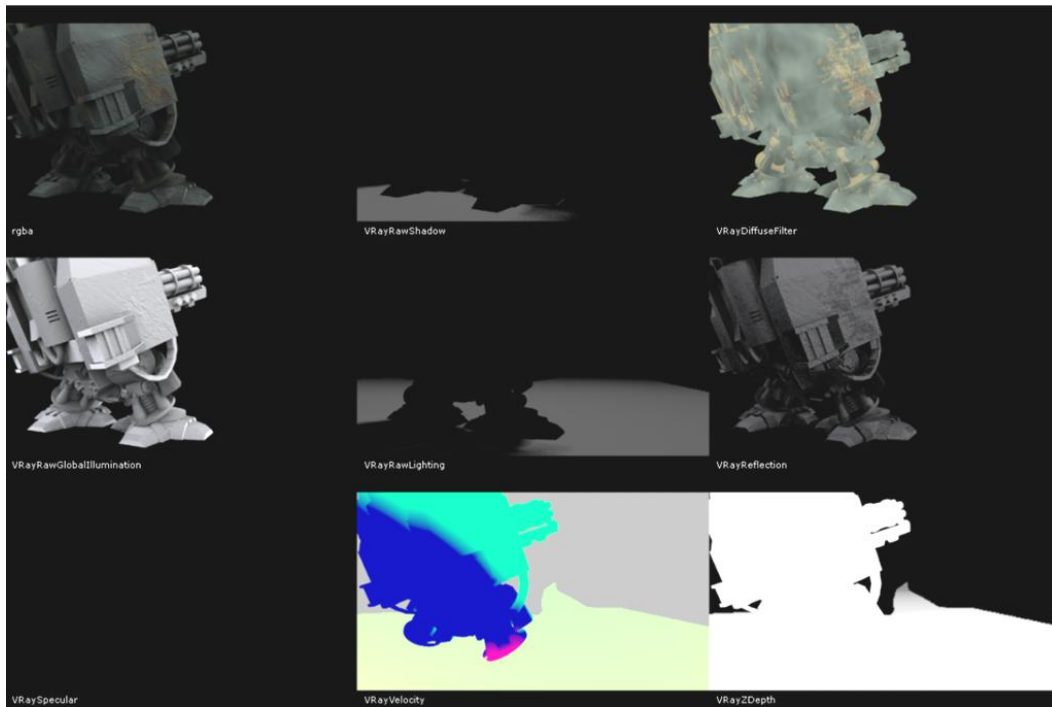 rgba
VRayRawShadow
VRayDiffuseFilter
VRayRawGlobalIllumination
VRayRawLighting
VRayReflection
VRaySpecular
VRayVelocity
VRayZDepth